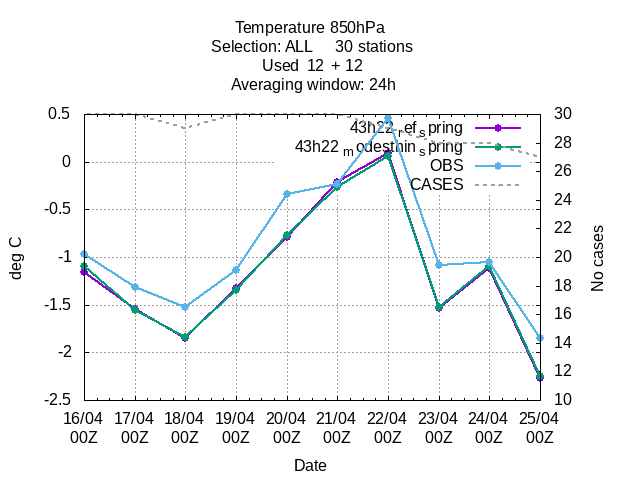 Temperature 850hPa
Selection: ALL 30 stations
Used 12 + 12
Averaging window: 24h
0.5
0
-0.5
-1
-1.5
-2
-2.5
deg C
30
28
26
24
22
20
18
16
14
12
10
No cases
43h22_ref_spring
43h22_modesthin_spring
OBS
CASES
16/04 17/04 18/04 19/04 20/04 21/04 22/04 23/04 24/04 25/04
00Z 00Z 00Z 00Z 00Z 00Z 00Z 00Z 00Z 00Z
Date